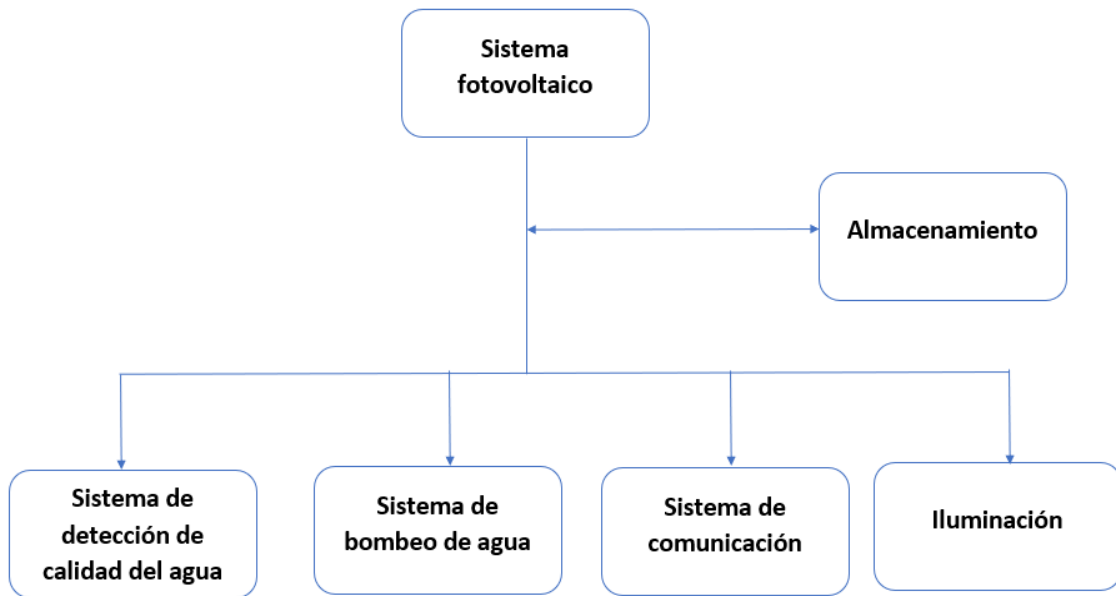 Sistema
fotovoltaico
Almacenamiento
Sistema de
detección de
calidad del agua
Sistema de
bombeo de agua
Sistema de
comunicación
Iluminación